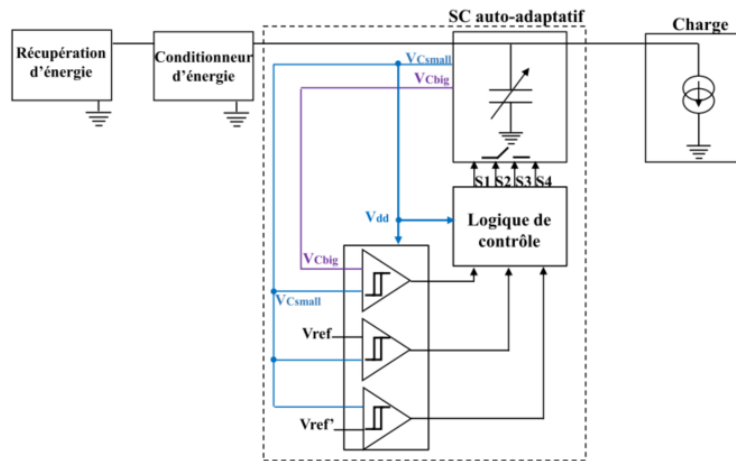 SC auto-adaptatif
Charge
Récupération
d'énergie
Conditionneur
d'énergie
VCsmall
VCbig
S1 S2 S3 S4
Vdd
Logique de
contrôle
VCbig
VCsmall
Vref
Vref'